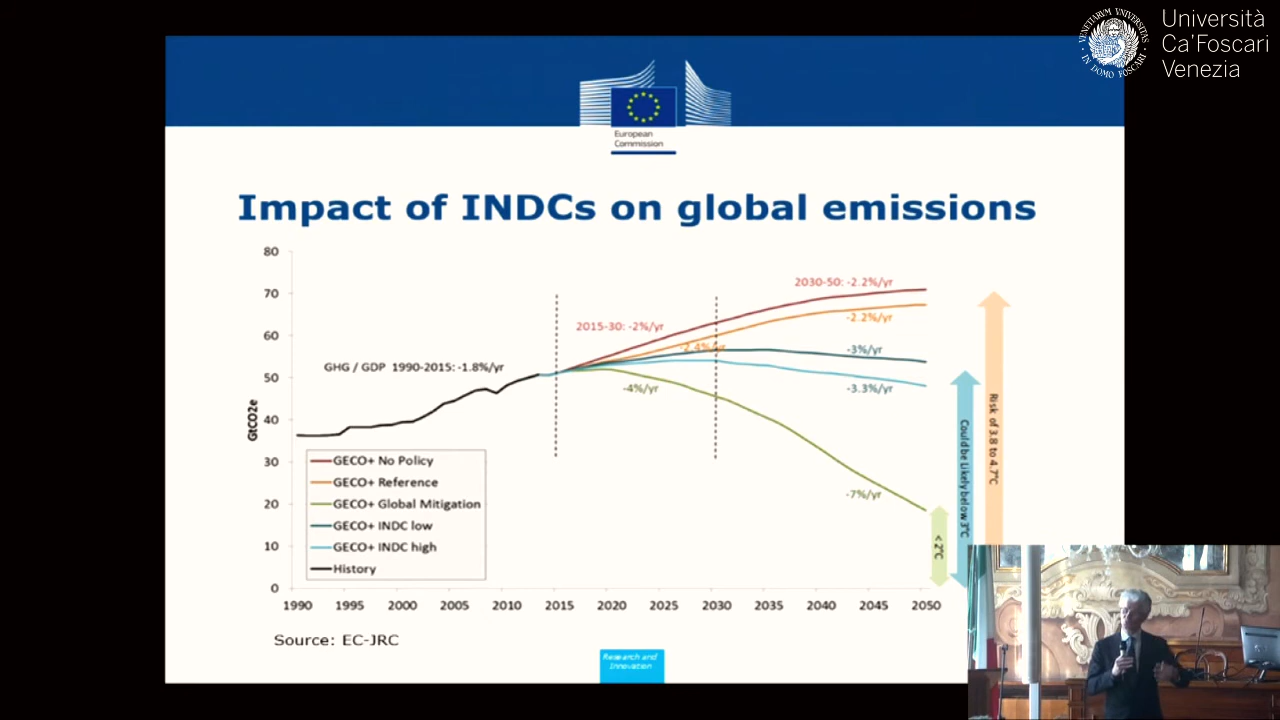 Università
Ca'Foscari
Venezia
VENETIARVM VNIVERSITAS
IN DOMO FOSCARI
European
Commission
Impact of INDCs on global emissions
80
70
60
50
40
30
20
10
0
GtCO2e
2030-50: -2.2%/yr
-2.2%/yr
2015-30: -2%/yr
-2.4%/yr
-3%/yr
GHG / GDP 1990-2015: -1.8%/yr
-4%/yr
-3.3%/yr
-7%/yr
Risk of 3.8 to 4.7°C
Could be Likely below 3°C
< 2°C
GECO+ No Policy
GECO+ Reference
GECO+ Global Mitigation
GECO+ INDC low
GECO+ INDC high
History
1990 1995 2000 2005 2010 2015 2020 2025 2030 2035 2040 2045 2050
Source: EC-JRC
Research and
Innovation